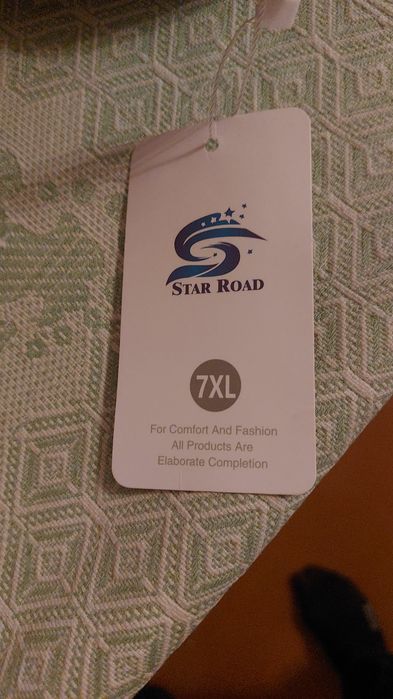 STAR ROAD
7XL
For Comfort And Fashion
All Products Are
Elaborate Completion